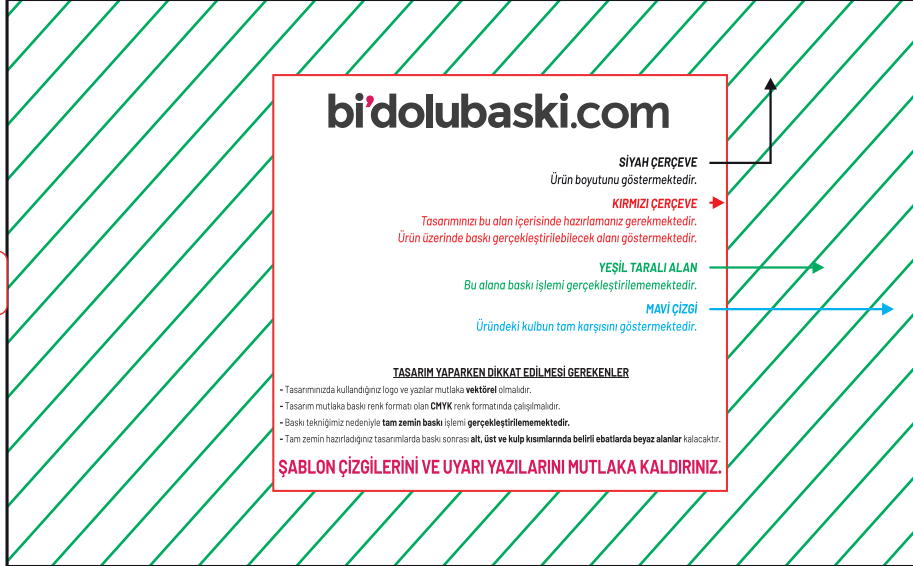 bi'dolubaski.com
SİYAH ÇERÇEVE
Ürün boyutunu göstermektedir.
KIRMIZI ÇERÇEVE
Tasarımınızı bu alan içerisinde hazırlamanız gerekmektedir.
Ürün üzerinde baskı gerçekleştirilebilecek alanı göstermektedir.
YEŞİL TARALI ALAN
Bu alana baskı işlemi gerçekleştirilememektedir.
MAVİ ÇİZGİ
Üründeki kulbun tam karşısını göstermektedir.
TASARIM YAPARKEN DİKKAT EDİLMESİ GEREKENLER
- Tasarımınızda kullandığınız logo ve yazılar mutlaka vektörel olmalıdır.
- Tasarım mutlaka baskı renk formatı olan CMYK renk formatında çalışılmalıdır.
- Baskı tekniğimiz nedeniyle tam zemin baskı işlemi gerçekleştirilememektedir.
- Tam zemin hazırladığınız tasarımlarda baskı sonrası alt, üst ve kulp kısımlarında belirli ebatlarda beyaz alanlar kalacaktır.
ŞABLON ÇİZGİLERİNİ VE UYARI YAZILARINI MUTLAKA KALDIRINIZ.